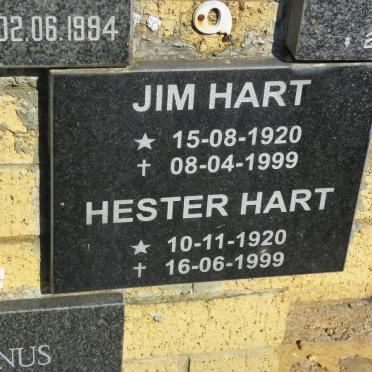 02.06.1994
JIM HART
★ 15-08-1920
✝ 08-04-1999
HESTER HART
★ 10-11-1920
✝ 16-06-1999
NUS